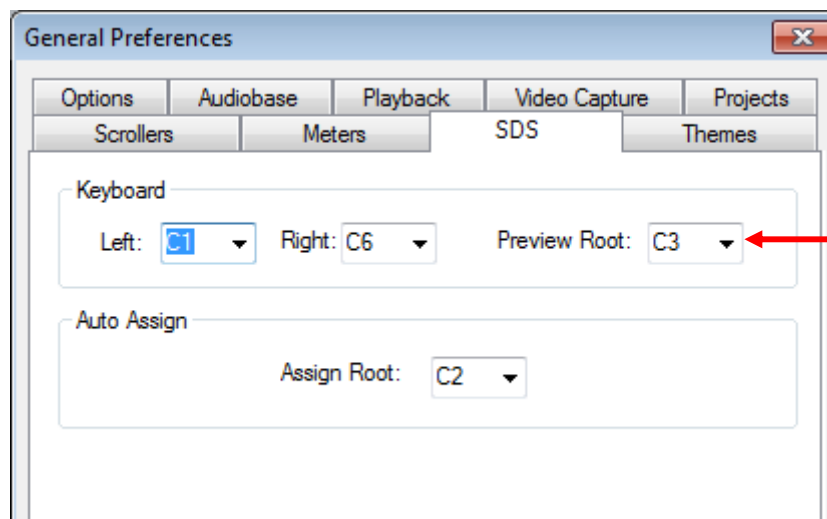 General Preferences
Options Audiobase Playback Video Capture Projects
Scrollers Meters SDS Themes
Keyboard
Left: C1 Right: C6 Preview Root: C3
Auto Assign
Assign Root: C2